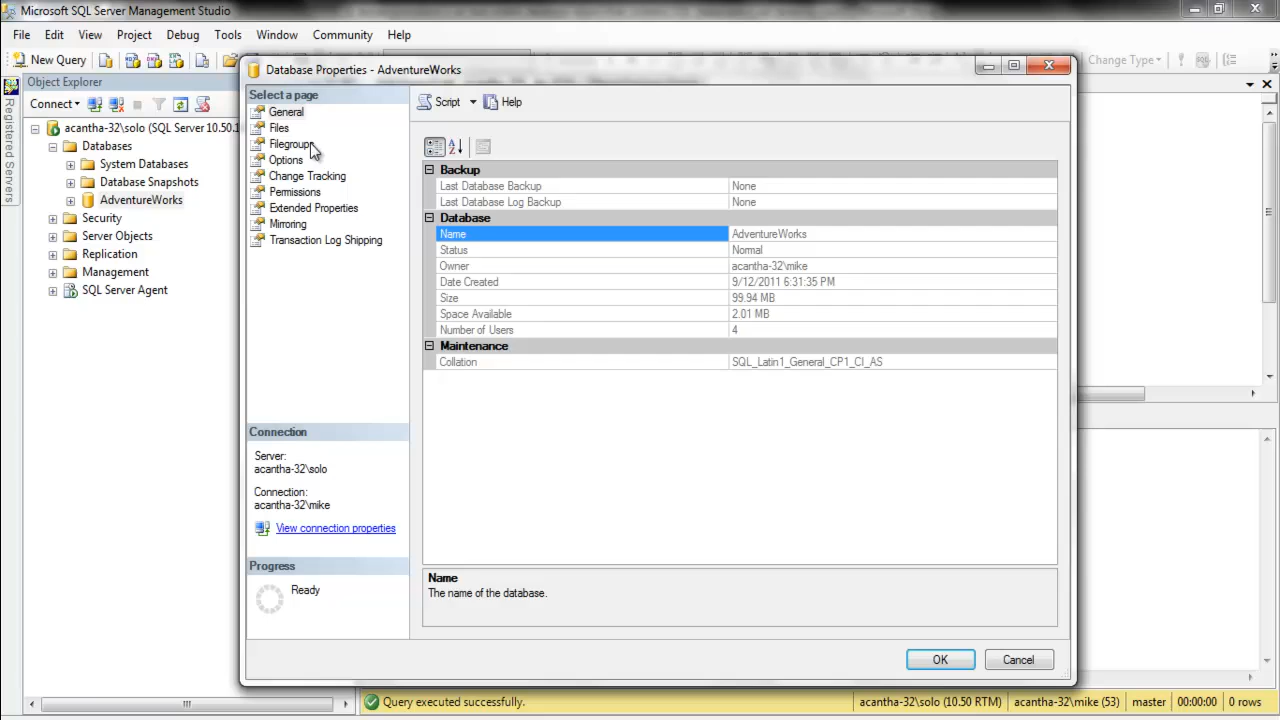 Microsoft SQL Server Management Studio
File Edit View Project Debug Tools Window Community Help
New Query
Change Type
Object Explorer
Connect
Registered Servers
acantha-32\solo (SQL Server 10.50.1
Databases
System Databases
Database Snapshots
AdventureWorks
Security
Server Objects
Replication
Management
SQL Server Agent
Database Properties - AdventureWorks
Select a page
General
Files
Filegroups
Options
Change Tracking
Permissions
Extended Properties
Mirroring
Transaction Log Shipping
Connection
Server:
acantha-32\solo
Connection:
acantha-32\mike
View connection properties
Progress
Ready
Script Help
Backup
Last Database Backup None
Last Database Log Backup None
Database
Name AdventureWorks
Status Normal
Owner acantha-32\mike
Date Created 9/12/2011 6:31:35 PM
Size 99.94 MB
Space Available 2.01 MB
Number of Users 4
Maintenance
Collation SQL_Latin1_General_CP1_CI_AS
Name
The name of the database.
OK Cancel
Query executed successfully. acantha-32\solo (10.50 RTM) acantha-32\mike (53) master 00:00:00 0 rows